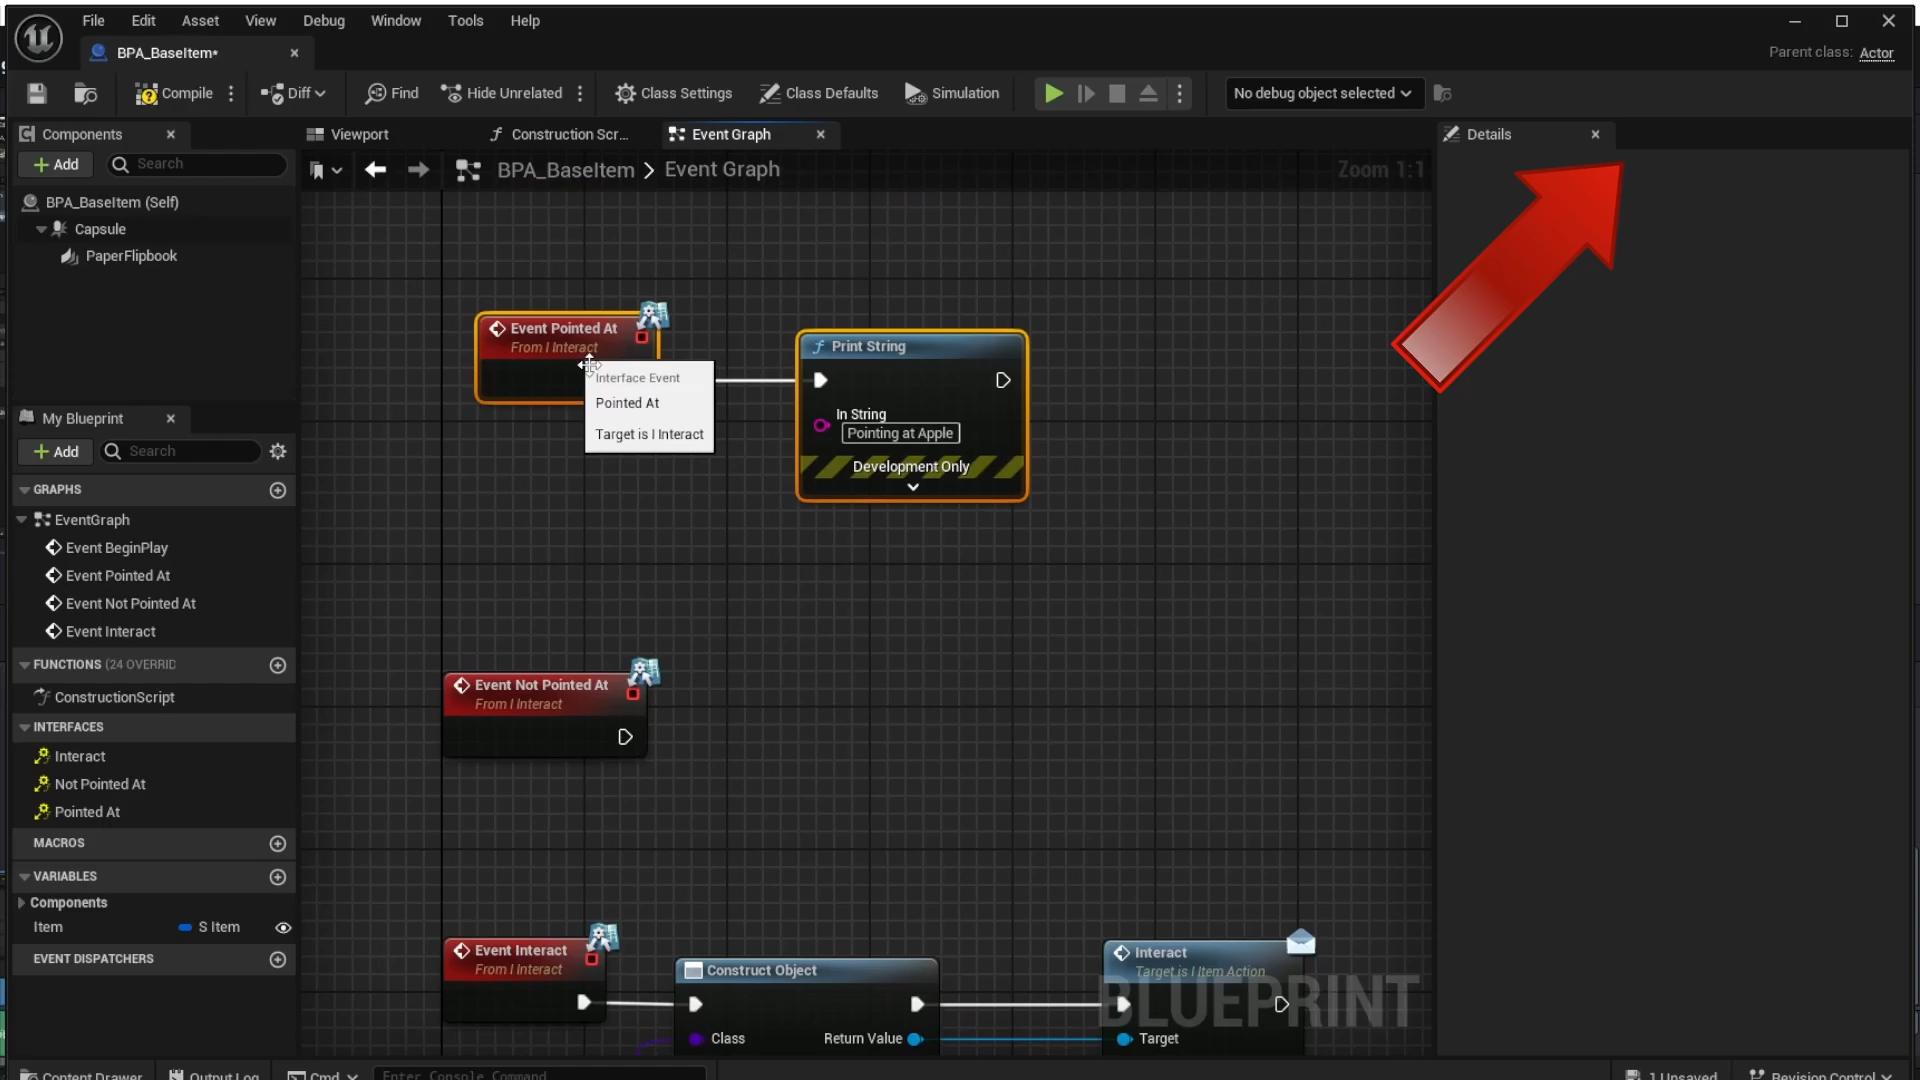 File Edit Asset View Debug Window Tools Help
BPA_BaseItem*
Parent class: Actor
Compile Diff Find Hide Unrelated Class Settings Class Defaults Simulation No debug object selected
Components
Viewport
Construction Scr...
Event Graph
Details
Add Search
BPA_BaseItem > Event Graph
Zoom 1:1
BPA_BaseItem (Self)
Capsule
PaperFlipbook
Event Pointed At
From I Interact
Interface Event
Pointed At
Target is I Interact
Print String
In String
Pointing at Apple
Development Only
My Blueprint
Add Search
GRAPHS
EventGraph
Event BeginPlay
Event Pointed At
Event Not Pointed At
Event Interact
FUNCTIONS (24 OVERRID
ConstructionScript
INTERFACES
Interact
Not Pointed At
Pointed At
MACROS
VARIABLES
Components
Item S Item
EVENT DISPATCHERS
Event Not Pointed At
From I Interact
Event Interact
From I Interact
Construct Object
Class Return Value
Interact
Target is I Item Action
Target
BLUEPRINT
Content Drawer Output Log Cmd Enter Console Command 1 Unsaved Revision Control